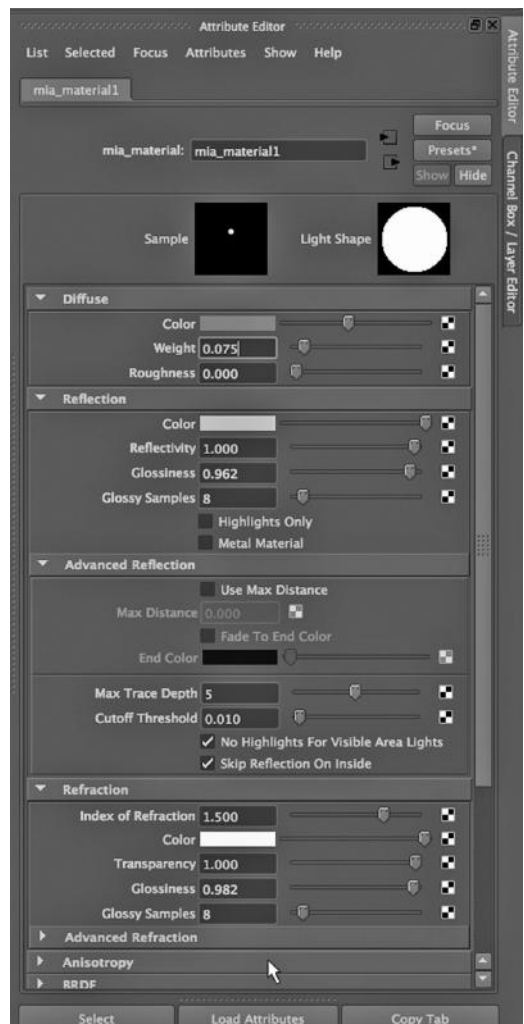 Attribute Editor
List Selected Focus Attributes Show Help
mia_material1
Focus
mia_material: mia_material1
Presets*
Show Hide
Sample
Light Shape
Diffuse
Color
Weight 0.075
Roughness 0.000
Reflection
Color
Reflectivity 1.000
Glossiness 0.962
Glossy Samples 8
Highlights Only
Metal Material
Advanced Reflection
Use Max Distance
Max Distance 0.000
Fade To End Color
End Color
Max Trace Depth 5
Cutoff Threshold 0.010
No Highlights For Visible Area Lights
Skip Reflection On Inside
Refraction
Index of Refraction 1.500
Color
Transparency 1.000
Glossiness 0.982
Glossy Samples 8
Advanced Refraction
Anisotropy
BRDF
Select Load Attributes Copy Tab
Attribute Editor
Channel Box / Layer Editor